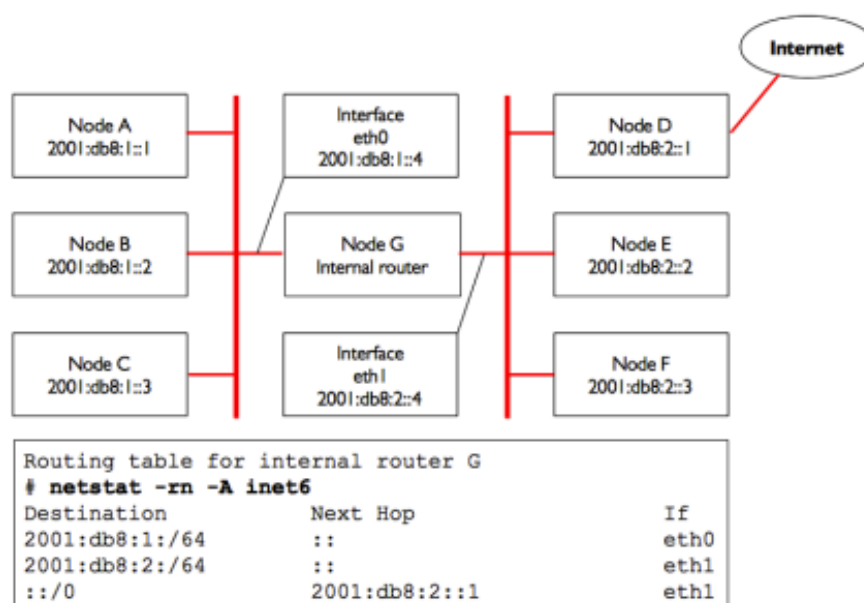 Internet
Node A
2001:db8:1::1
Interface
eth0
2001:db8:1::4
Node D
2001:db8:2::1
Node B
2001:db8:1::2
Node G
Internal router
Node E
2001:db8:2::2
Node C
2001:db8:1::3
Interface
eth1
2001:db8:2::4
Node F
2001:db8:2::3
Routing table for internal router G
# netstat -rn -A inet6
Destination Next Hop If
2001:db8:1:/64 :: eth0
2001:db8:2:/64 :: eth1
::/0 2001:db8:2::1 eth1